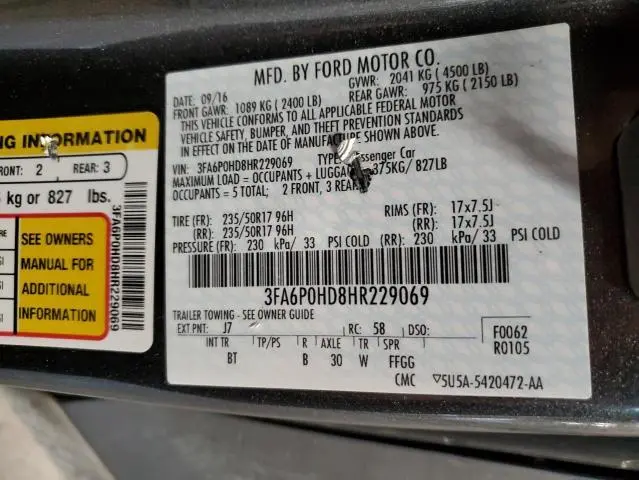 NG INFORMATION
FRONT: 2 REAR: 3
kg or 827 lbs.
SEE OWNERS
MANUAL FOR
ADDITIONAL
INFORMATION
3FA6P0HD8HR229069
MFD. BY FORD MOTOR CO.
DATE: 09/16 GVWR: 2041 KG ( 4500 LB)
FRONT GAWR: 1089 KG ( 2400 LB) REAR GAWR: 975 KG ( 2150 LB)
THIS VEHICLE CONFORMS TO ALL APPLICABLE FEDERAL MOTOR
VEHICLE SAFETY, BUMPER, AND THEFT PREVENTION STANDARDS
IN EFFECT ON THE DATE OF MANUFACTURE SHOWN ABOVE.
VIN: 3FA6P0HD8HR229069 TYPE: Passenger Car
MAXIMUM LOAD = OCCUPANTS + LUGGAGE 375KG/ 827LB
OCCUPANTS = 5 TOTAL; 2 FRONT, 3 REAR
TIRE (FR): 235/50R17 96H RIMS (FR): 17x7.5J
(RR): 235/50R17 96H (RR): 17x7.5J
PRESSURE (FR): 230 kPa/ 33 PSI COLD (RR): 230 kPa/ 33 PSI COLD
3FA6P0HD8HR229069
TRAILER TOWING - SEE OWNER GUIDE
EXT PNT: J7 RC: 58 DSO: F0062
R0105
INT TR TP/PS R AXLE TR SPR
BT B 30 W FFGG
CMC 5U5A-5420472-AA